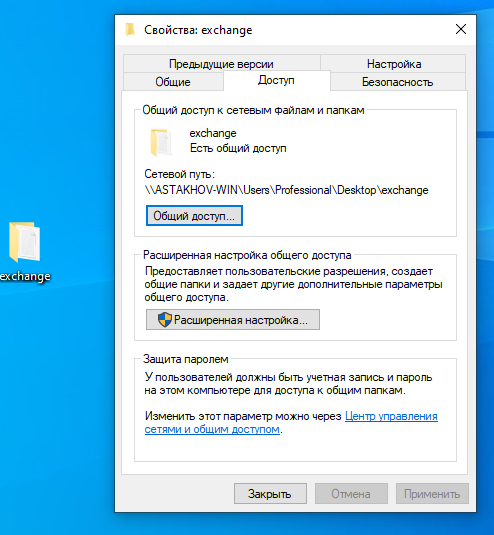 Свойства: exchange
Предыдущие версии
Настройка
Общие
Доступ
Безопасность
Общий доступ к сетевым файлам и папкам
exchange
Есть общий доступ
Сетевой путь:
\\ASTAKHOV-WIN\Users\Professional\Desktop\exchange
Общий доступ...
exchange
Расширенная настройка общего доступа
Предоставляет пользовательские разрешения, создает
общие папки и задает другие дополнительные параметры
общего доступа.
Расширенная настройка...
Защита паролем
У пользователей должны быть учетная запись и пароль
на этом компьютере для доступа к общим папкам.
Изменить этот параметр можно через Центр управления
сетями и общим доступом.
Закрыть
Отмена
Применить